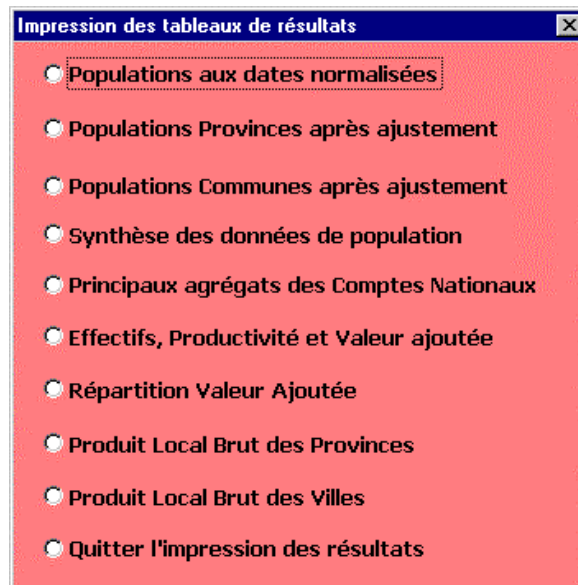 Impression des tableaux de résultats
Populations aux dates normalisées
Populations Provinces après ajustement
Populations Communes après ajustement
Synthèse des données de population
Principaux agrégats des Comptes Nationaux
Effectifs, Productivité et Valeur ajoutée
Répartition Valeur Ajoutée
Produit Local Brut des Provinces
Produit Local Brut des Villes
Quitter l'impression des résultats